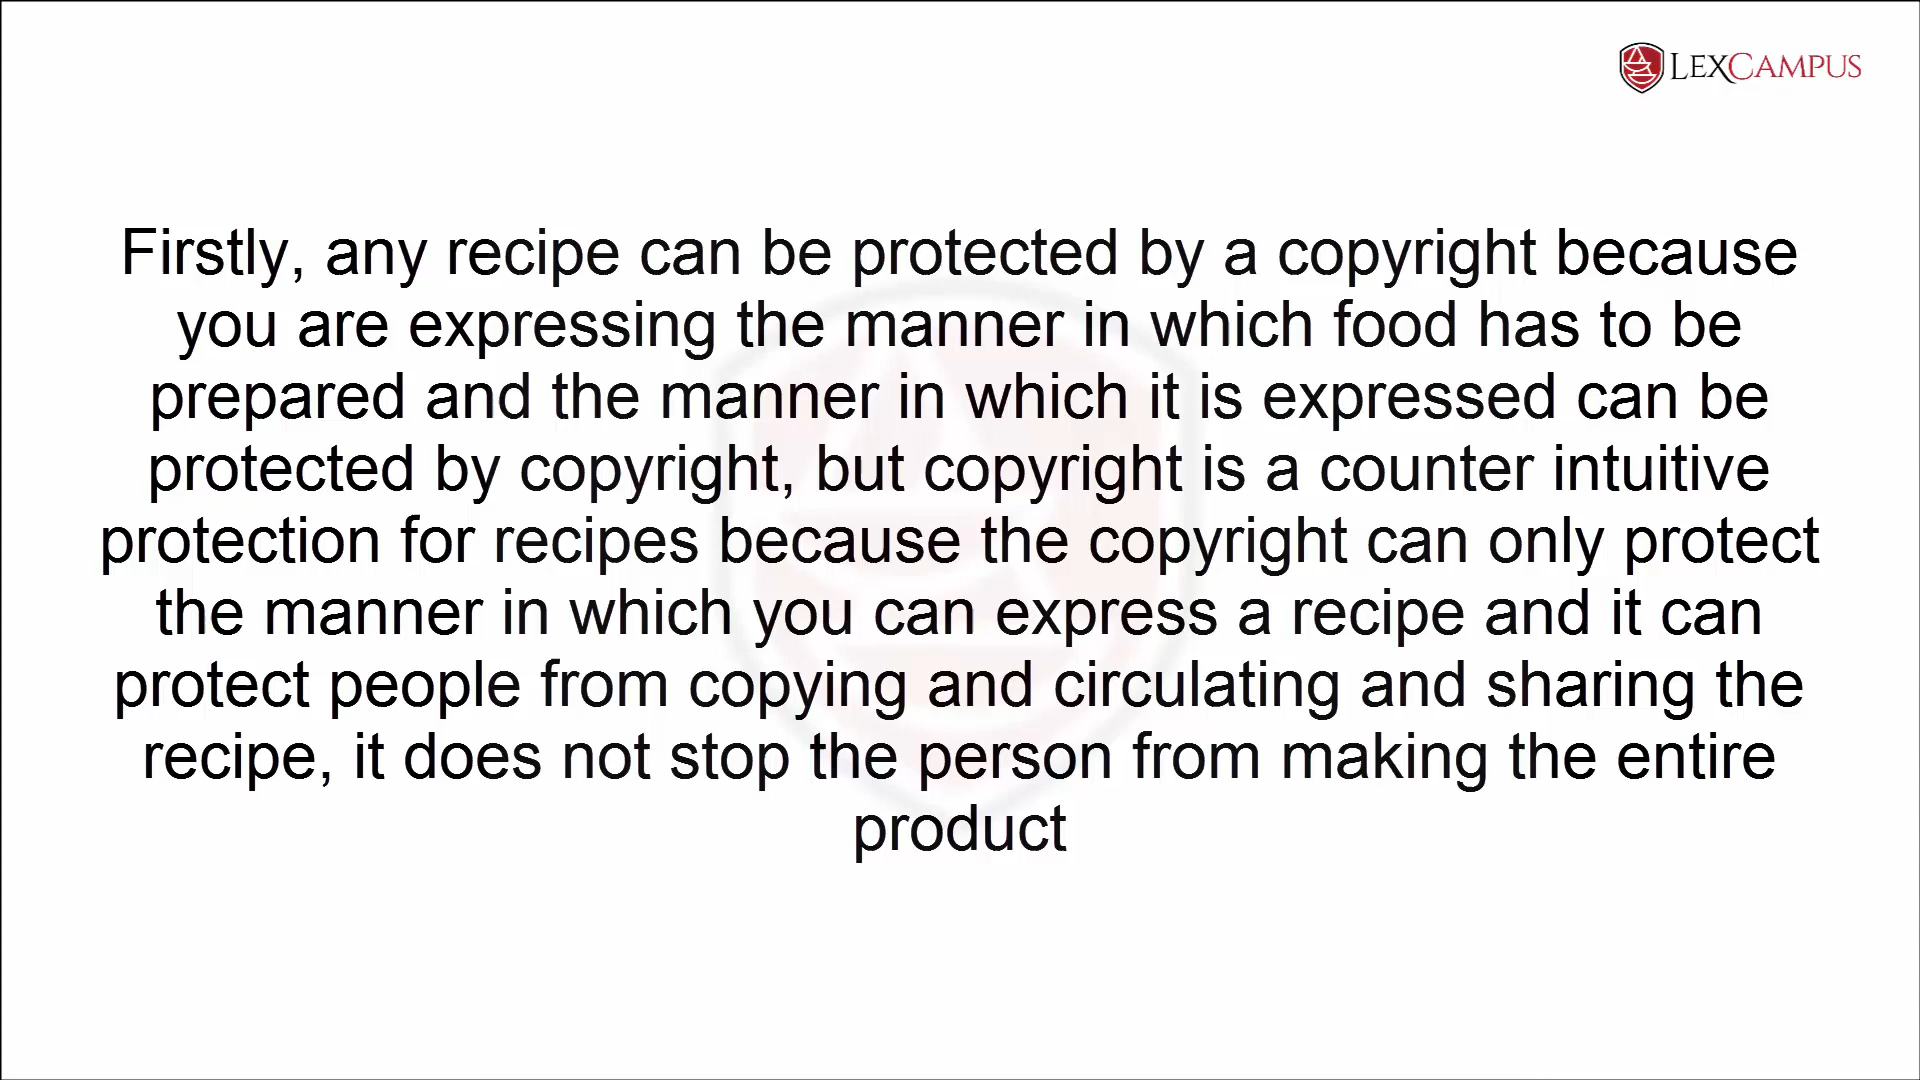 LEXCAMPUS
Firstly, any recipe can be protected by a copyright because
you are expressing the manner in which food has to be
prepared and the manner in which it is expressed can be
protected by copyright, but copyright is a counter intuitive
protection for recipes because the copyright can only protect
the manner in which you can express a recipe and it can
protect people from copying and circulating and sharing the
recipe, it does not stop the person from making the entire
product